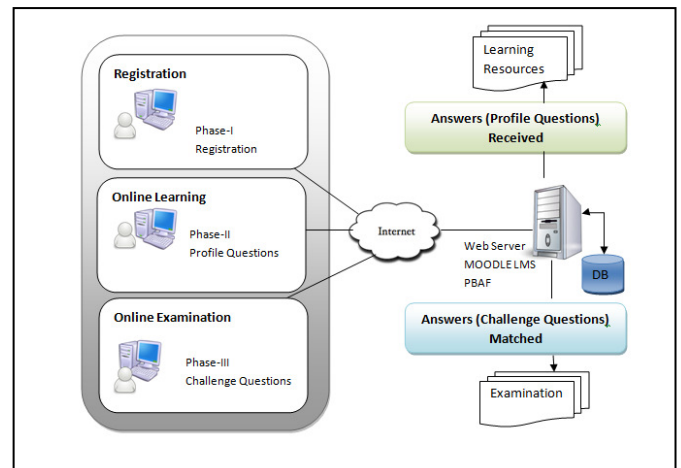 Registration
Phase-I
Registration
Online Learning
Phase-II
Profile Questions
Online Examination
Phase-III
Challenge Questions
Internet
Learning
Resources
Answers (Profile Questions)
Received
Web Server
MOODLE LMS
PBAF
DB
Answers (Challenge Questions)
Matched
Examination